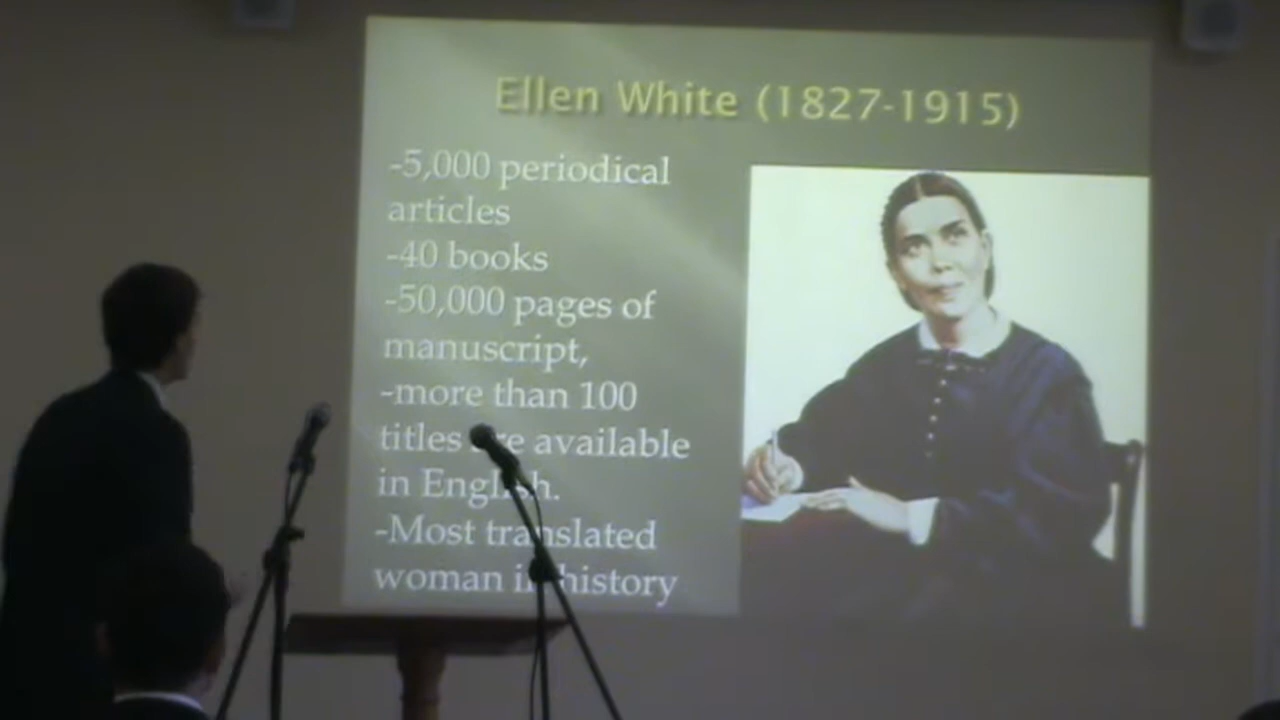 Ellen White (1827-1915)
-5,000 periodical
articles
-40 books
-50,000 pages of
manuscript,
-more than 100
titles are available
in English.
-Most translated
woman in history